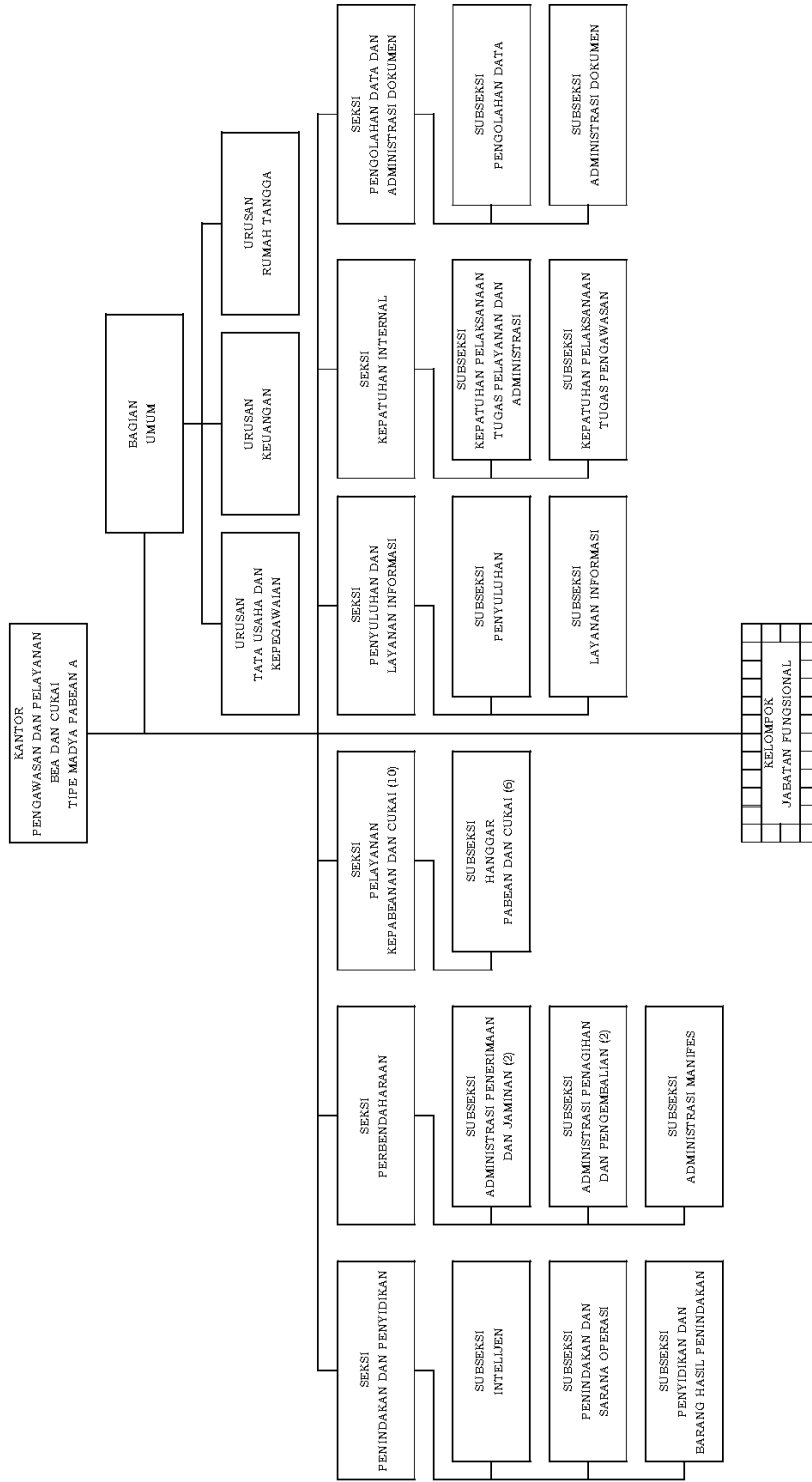 KANTOR
PENGAWASAN DAN PELAYANAN
BEA DAN CUKAI
TIPE MADYA PABEAN A
BAGIAN
UMUM
URUSAN
TATA USAHA DAN
KEPEGAWAIAN
URUSAN
KEUANGAN
URUSAN
RUMAH TANGGA
SEKSI
PENINDAKAN DAN PENYIDIKAN
SUBSEKSI
INTELIJEN
SUBSEKSI
PENINDAKAN DAN
SARANA OPERASI
SUBSEKSI
PENYIDIKAN DAN
BARANG HASIL PENINDAKAN
SEKSI
PERBENDAHARAAN
SUBSEKSI
ADMINISTRASI PENERIMAAN
DAN JAMINAN (2)
SUBSEKSI
ADMINISTRASI PENAGIHAN
DAN PENGEMBALIAN (2)
SUBSEKSI
ADMINISTRASI MANIFES
SEKSI
PELAYANAN
KEPABEANAN DAN CUKAI (10)
SUBSEKSI
HANGGAR
PABEAN DAN CUKAI (6)
SEKSI
PENYULUHAN DAN
LAYANAN INFORMASI
SUBSEKSI
PENYULUHAN
SUBSEKSI
LAYANAN INFORMASI
SEKSI
KEPATUHAN INTERNAL
SUBSEKSI
KEPATUHAN PELAKSANAAN
TUGAS PELAYANAN DAN
ADMINISTRASI
SUBSEKSI
KEPATUHAN PELAKSANAAN
TUGAS PENGAWASAN
SEKSI
PENGOLAHAN DATA DAN
ADMINISTRASI DOKUMEN
SUBSEKSI
PENGOLAHAN DATA
SUBSEKSI
ADMINISTRASI DOKUMEN
KELOMPOK
JABATAN FUNGSIONAL